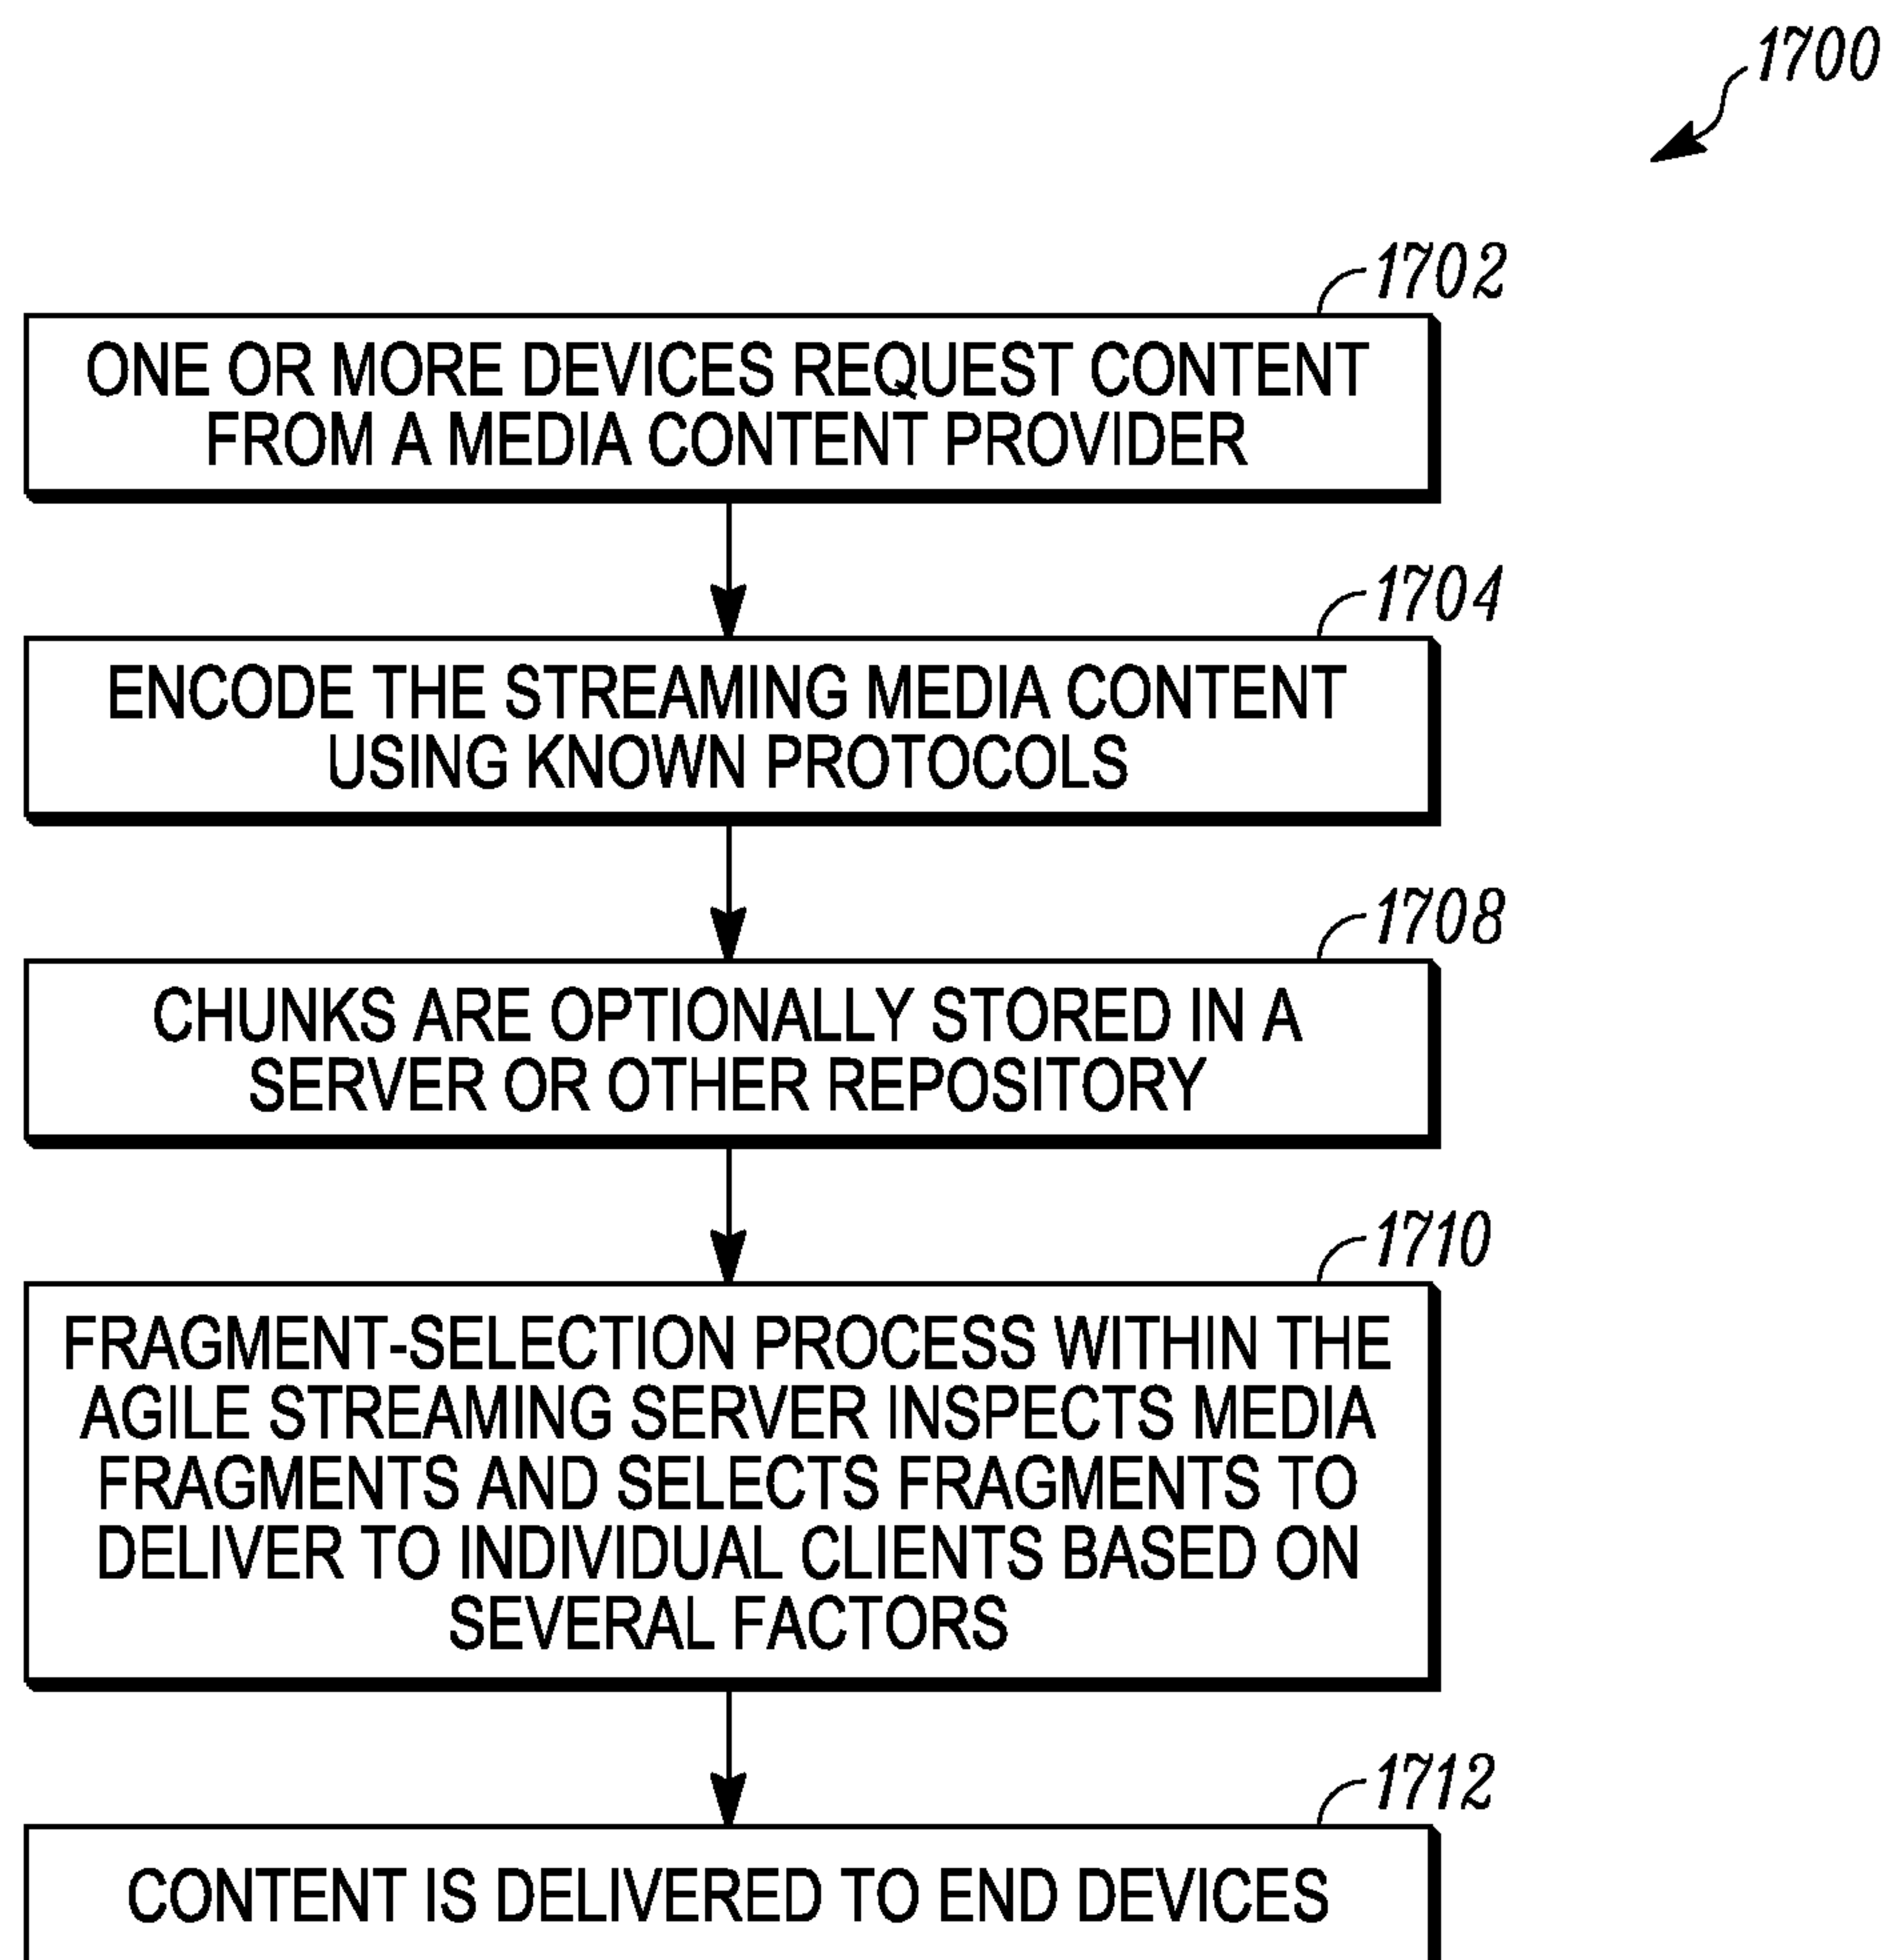 1700
1702
ONE OR MORE DEVICES REQUEST CONTENT
FROM A MEDIA CONTENT PROVIDER
1704
ENCODE THE STREAMING MEDIA CONTENT
USING KNOWN PROTOCOLS
1708
CHUNKS ARE OPTIONALLY STORED IN A
SERVER OR OTHER REPOSITORY
1710
FRAGMENT-SELECTION PROCESS WITHIN THE
AGILE STREAMING SERVER INSPECTS MEDIA
FRAGMENTS AND SELECTS FRAGMENTS TO
DELIVER TO INDIVIDUAL CLIENTS BASED ON
SEVERAL FACTORS
1712
CONTENT IS DELIVERED TO END DEVICES